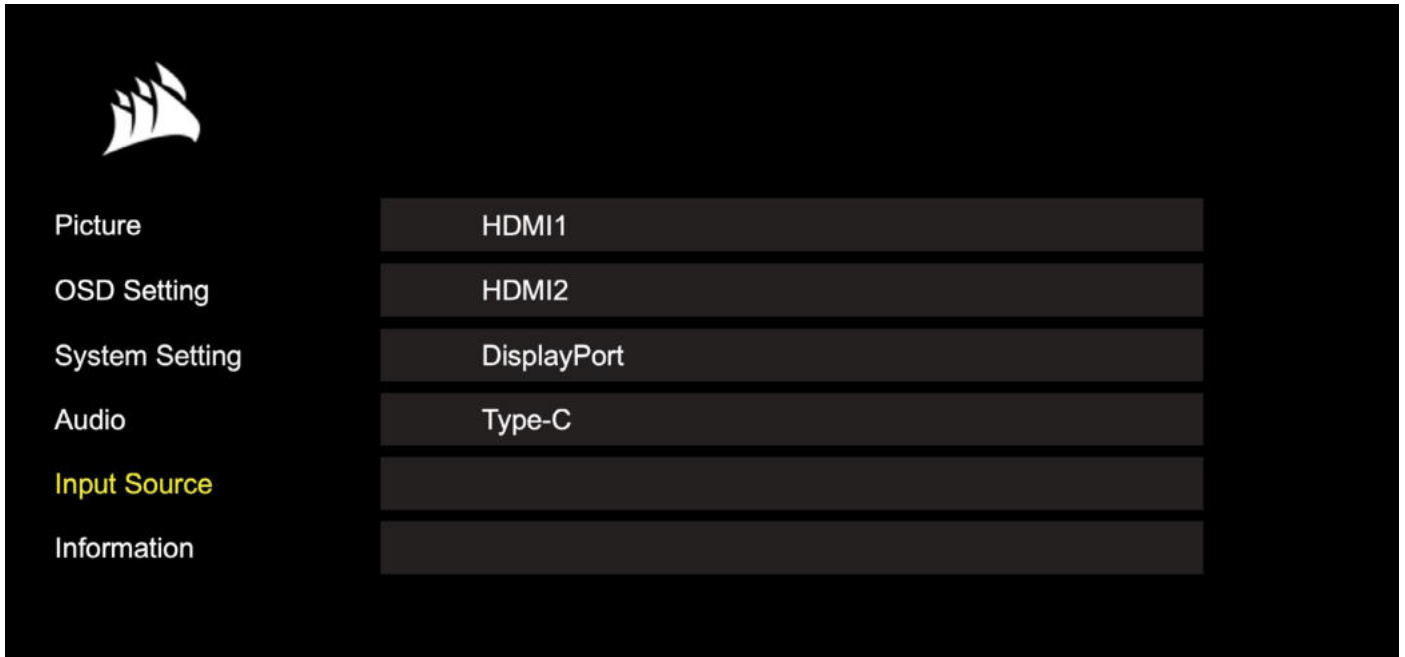 Picture
HDMI1
OSD Setting
HDMI2
System Setting
DisplayPort
Audio
Type-C
Input Source
Information